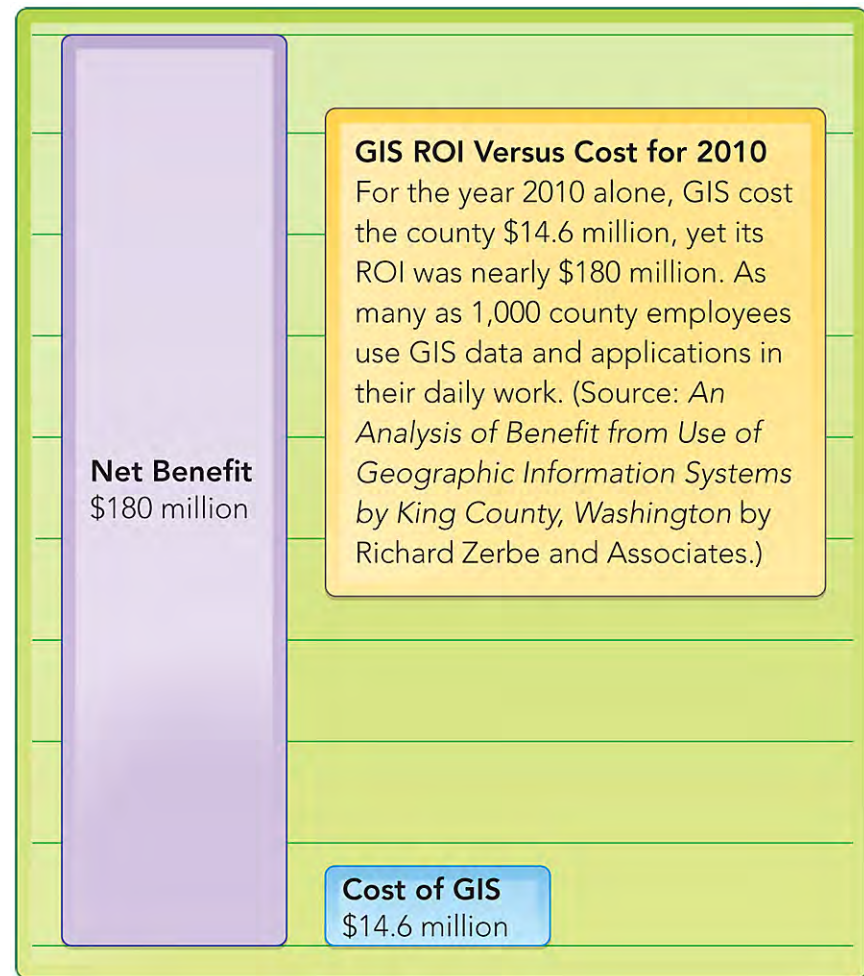 GIS ROI Versus Cost for 2010
For the year 2010 alone, GIS cost
the county $14.6 million, yet its
ROI was nearly $180 million. As
many as 1,000 county employees
use GIS data and applications in
their daily work. (Source: An
Analysis of Benefit from Use of
Geographic Information Systems
by King County, Washington by
Richard Zerbe and Associates.)
Net Benefit
$180 million
Cost of GIS
$14.6 million